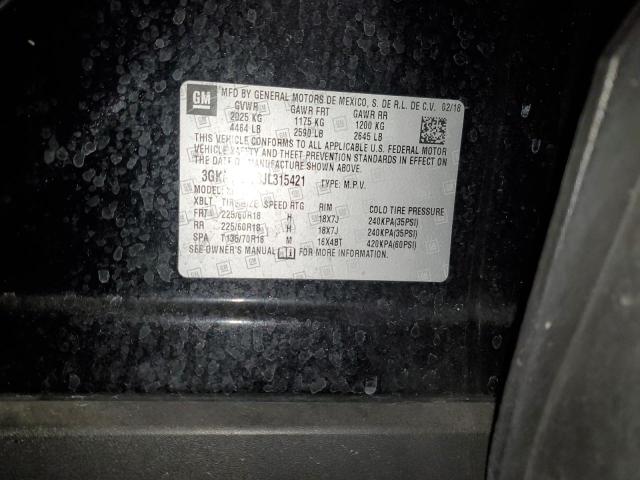 GM
MFD BY GENERAL MOTORS DE MEXICO, S. DE R.L. DE C.V. 02/18
GVWR GAWR FRT GAWR RR
2025 KG 1175 KG 1200 KG
4464 LB 2590 LB 2645 LB
THIS VEHICLE CONFORMS TO ALL APPLICABLE U.S. FEDERAL MOTOR
VEHICLE SAFETY AND THEFT PREVENTION STANDARDS IN EFFECT ON
THE DATE OF MANUFACTURE SHOWN ABOVE.
JL315421 TYPE: M.P.V.
MODEL:
XBLT TIRE SIZE SPEED RTG RIM COLD TIRE PRESSURE
FRT 225/60R18 H 18X7J 240KPA(35PSI)
RR 225/60R18 H 18X7J 240KPA(35PSI)
SPA T135/70R16 M 16X4BT 420KPA(60PSI)
SEE OWNER'S MANUAL FOR MORE INFORMATION.